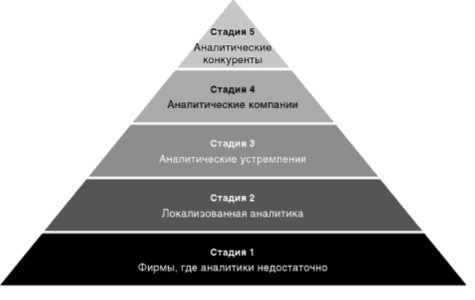 Стадия 5
Аналитические
конкуренты
Стадия 4
Аналитические компании
Стадия 3
Аналитические устремления
Стадия 2
Локализованная аналитика
Стадия 1
Фирмы, где аналитики недостаточно